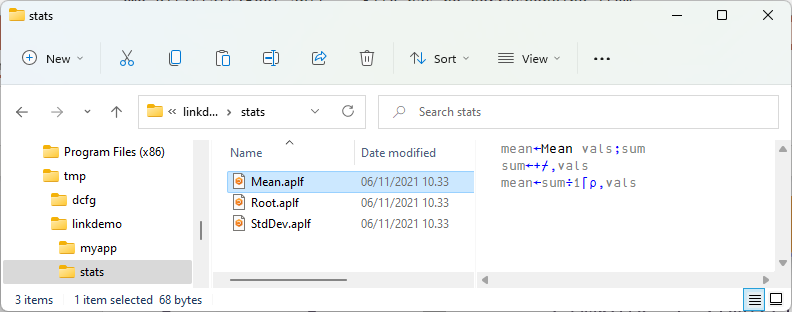 stats
New
Sort
View
linkd...
stats
Search stats
Program Files (x86)
tmp
dcfg
linkdemo
myapp
stats
Name
Date modified
Mean.aplf
06/11/2021 10.33
Root.aplf
06/11/2021 10.33
StdDev.aplf
06/11/2021 10.33
mean←Mean vals;sum
sum←+⌿,vals
mean←sum÷1⌈⍴,vals
3 items
1 item selected 68 bytes